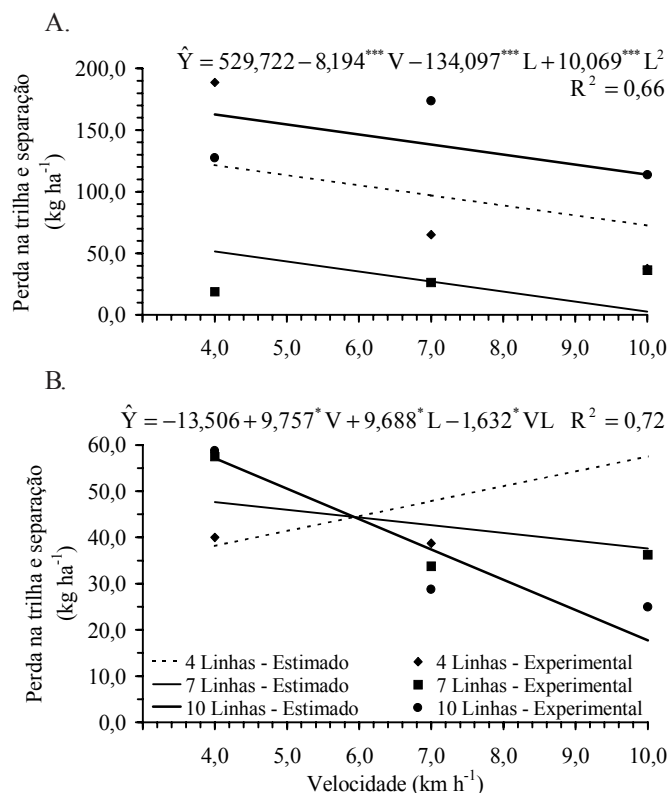 A.
Ŷ = 529,722 − 8,194*** V − 134,097*** L + 10,069*** L²
R² = 0,66
Perda na trilha e separação
(kg ha⁻¹)
200,0
150,0
100,0
50,0
0,0
4,0 5,0 6,0 7,0 8,0 9,0 10,0
B.
Ŷ = −13,506 + 9,757* V + 9,688* L − 1,632* VL R² = 0,72
Perda na trilha e separação
(kg ha⁻¹)
60,0
50,0
40,0
30,0
20,0
10,0
0,0
4 Linhas - Estimado 4 Linhas - Experimental
7 Linhas - Estimado 7 Linhas - Experimental
10 Linhas - Estimado 10 Linhas - Experimental
4,0 5,0 6,0 7,0 8,0 9,0 10,0
Velocidade (km h⁻¹)